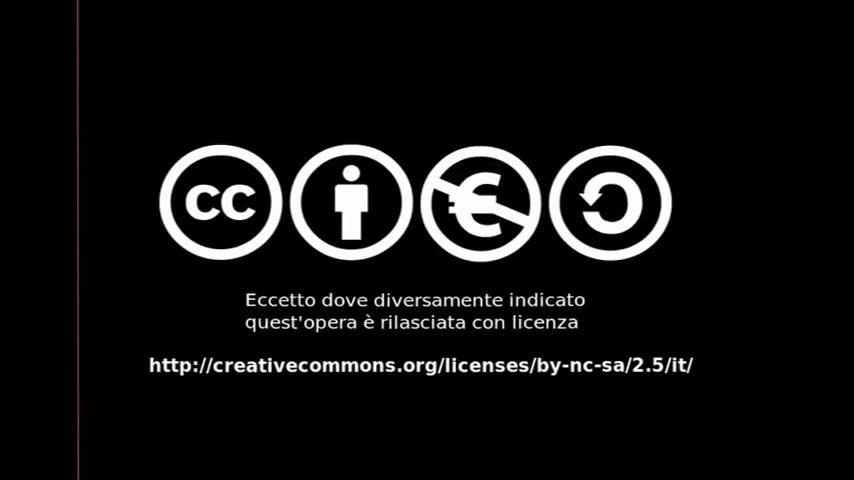 cc
Eccetto dove diversamente indicato
quest'opera è rilasciata con licenza
http://creativecommons.org/licenses/by-nc-sa/2.5/it/